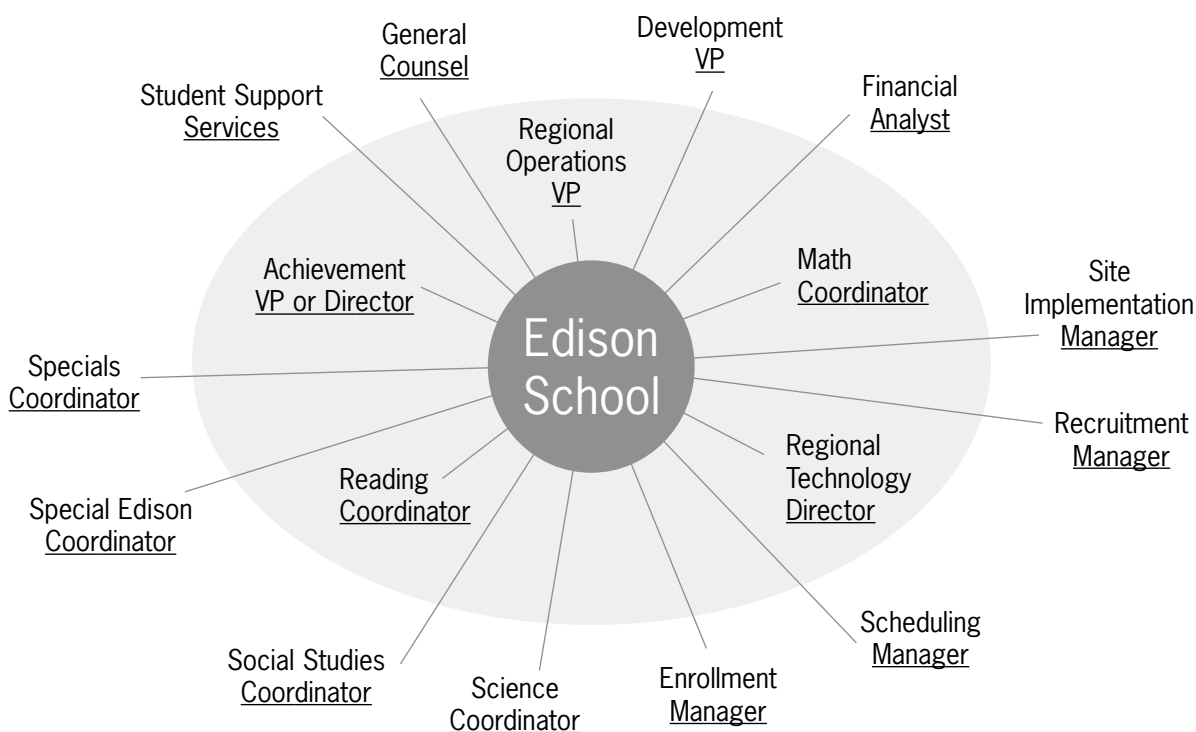 General
Counsel
Development
VP
Student Support
Services
Financial
Analyst
Regional
Operations
VP
Achievement
VP or Director
Math
Coordinator
Site
Implementation
Manager
Edison
School
Specials
Coordinator
Recruitment
Manager
Reading
Coordinator
Regional
Technology
Director
Special Edison
Coordinator
Social Studies
Coordinator
Science
Coordinator
Enrollment
Manager
Scheduling
Manager